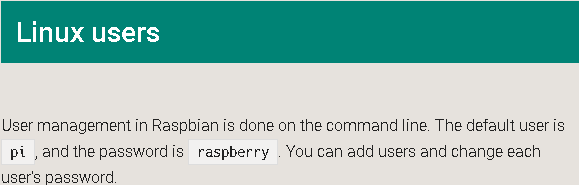 Linux users
User management in Raspbian is done on the command line. The default user is
pi , and the password is raspberry . You can add users and change each
user's password.